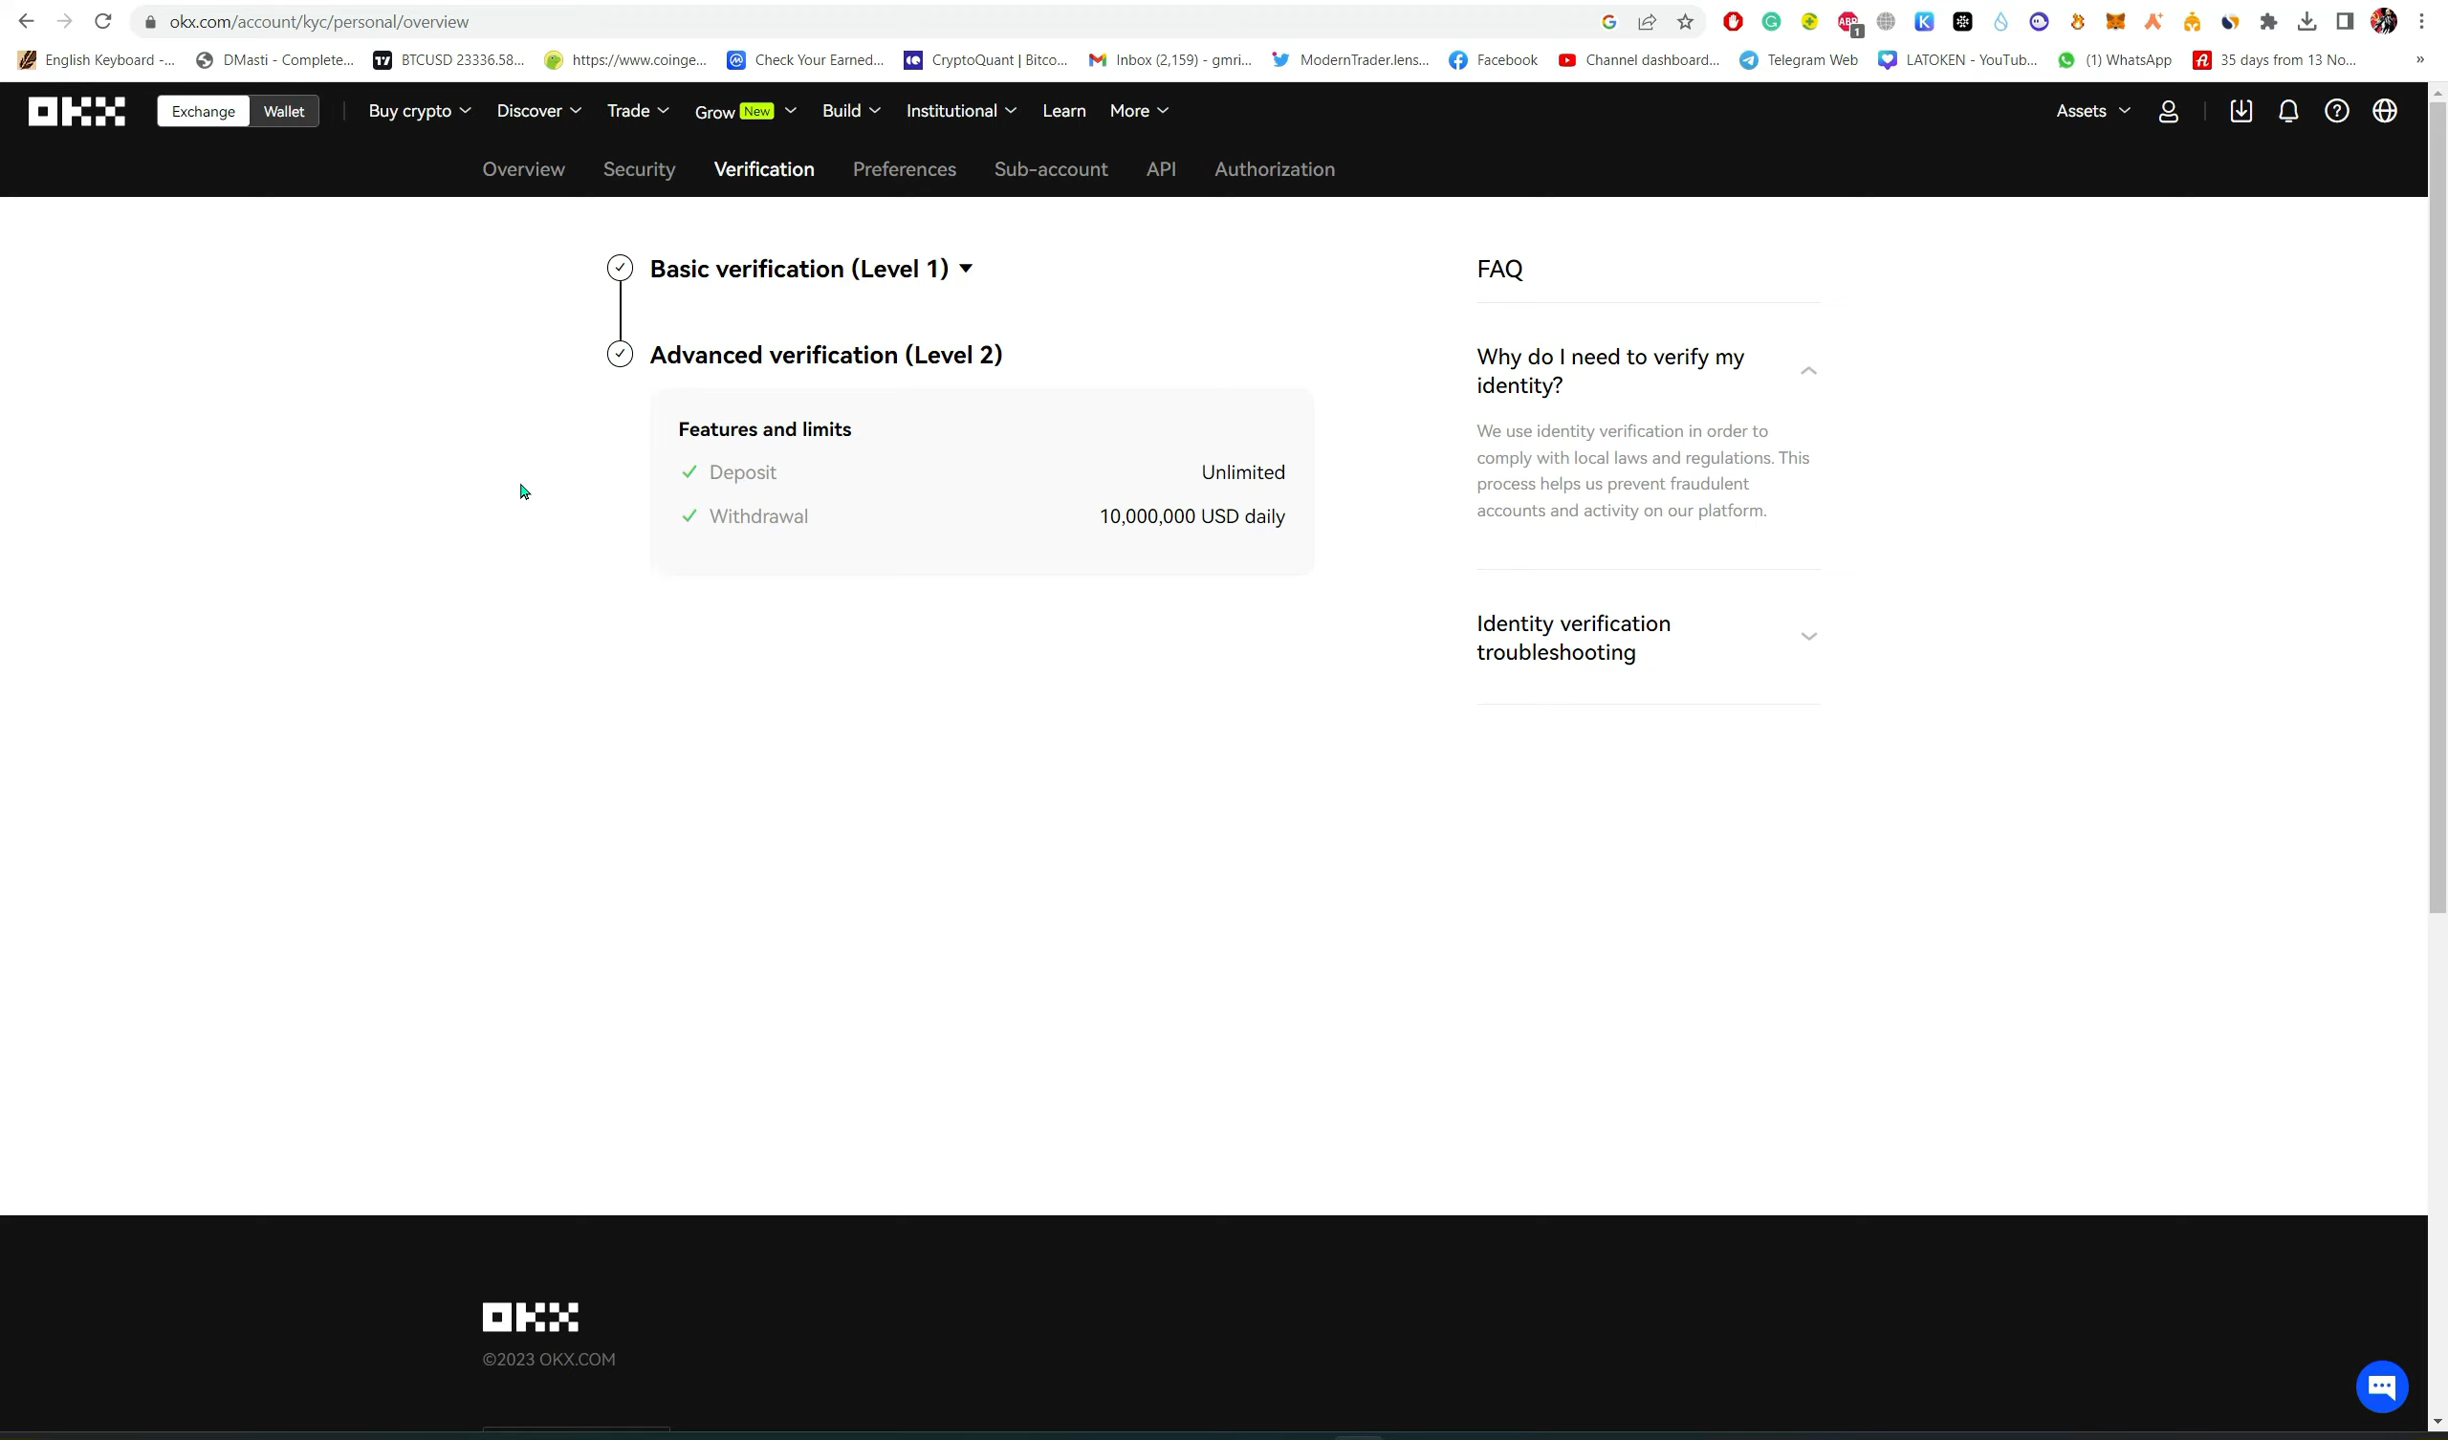 okx.com/account/kyc/personal/overview
ABP
1
English Keyboard -...
DMasti - Complete...
BTCUSD 23336.58...
https://www.coinge...
Check Your Earned...
CryptoQuant | Bitco...
Inbox (2,159) - gmri...
ModernTrader.lens...
Facebook
Channel dashboard...
Telegram Web
LATOKEN - YouTub...
(1) WhatsApp
35 days from 13 No...
»
OKX
Exchange
Wallet
Buy crypto
Discover
Trade
Grow New
Build
Institutional
Learn
More
Assets
Overview
Security
Verification
Preferences
Sub-account
API
Authorization
Basic verification (Level 1)
Advanced verification (Level 2)
Features and limits
Deposit Unlimited
Withdrawal 10,000,000 USD daily
FAQ
Why do I need to verify my
identity?
We use identity verification in order to
comply with local laws and regulations. This
process helps us prevent fraudulent
accounts and activity on our platform.
Identity verification
troubleshooting
OKX
©2023 OKX.COM